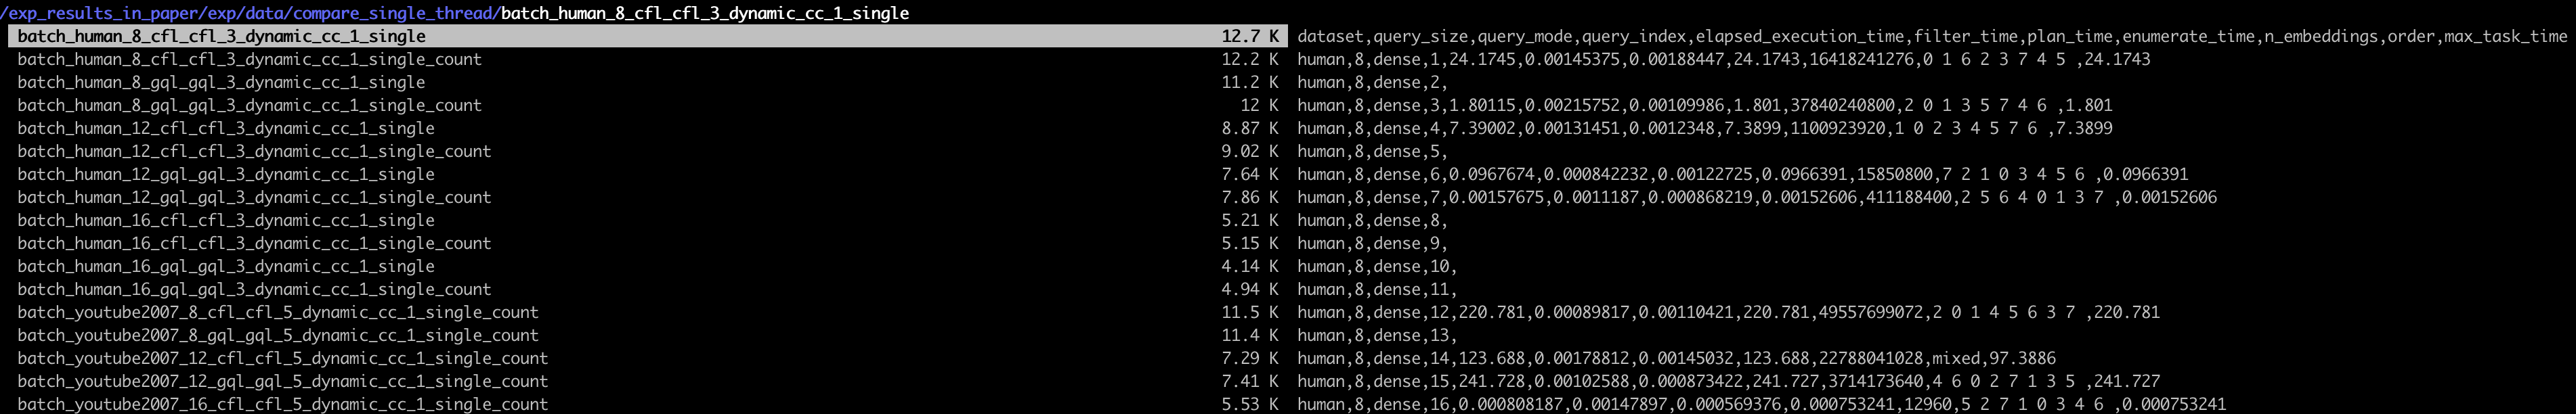 /exp_results_in_paper/exp/data/compare_single_thread/batch_human_8_cfl_cfl_3_dynamic_cc_1_single
batch_human_8_cfl_cfl_3_dynamic_cc_1_single 12.7 K dataset,query_size,query_mode,query_index,elapsed_execution_time,filter_time,plan_time,enumerate_time,n_embeddings,order,max_task_time
batch_human_8_cfl_cfl_3_dynamic_cc_1_single_count 12.2 K human,8,dense,1,24.1745,0.00145375,0.00188447,24.1743,16418241276,0 1 6 2 3 7 4 5 ,24.1743
batch_human_8_gql_gql_3_dynamic_cc_1_single 11.2 K human,8,dense,2,
batch_human_8_gql_gql_3_dynamic_cc_1_single_count 12 K human,8,dense,3,1.80115,0.00215752,0.00109986,1.801,37840240800,2 0 1 3 5 7 4 6 ,1.801
batch_human_12_cfl_cfl_3_dynamic_cc_1_single 8.87 K human,8,dense,4,7.39002,0.00131451,0.0012348,7.3899,1100923920,1 0 2 3 4 5 7 6 ,7.3899
batch_human_12_cfl_cfl_3_dynamic_cc_1_single_count 9.02 K human,8,dense,5,
batch_human_12_gql_gql_3_dynamic_cc_1_single 7.64 K human,8,dense,6,0.0967674,0.000842232,0.00122725,0.0966391,15850800,7 2 1 0 3 4 5 6 ,0.0966391
batch_human_12_gql_gql_3_dynamic_cc_1_single_count 7.86 K human,8,dense,7,0.00157675,0.0011187,0.000868219,0.00152606,411188400,2 5 6 4 0 1 3 7 ,0.00152606
batch_human_16_cfl_cfl_3_dynamic_cc_1_single 5.21 K human,8,dense,8,
batch_human_16_cfl_cfl_3_dynamic_cc_1_single_count 5.15 K human,8,dense,9,
batch_human_16_gql_gql_3_dynamic_cc_1_single 4.14 K human,8,dense,10,
batch_human_16_gql_gql_3_dynamic_cc_1_single_count 4.94 K human,8,dense,11,
batch_youtube2007_8_cfl_cfl_5_dynamic_cc_1_single_count 11.5 K human,8,dense,12,220.781,0.00089817,0.00110421,220.781,49557699072,2 0 1 4 5 6 3 7 ,220.781
batch_youtube2007_8_gql_gql_5_dynamic_cc_1_single_count 11.4 K human,8,dense,13,
batch_youtube2007_12_cfl_cfl_5_dynamic_cc_1_single_count 7.29 K human,8,dense,14,123.688,0.00178812,0.00145032,123.688,22788041028,mixed,97.3886
batch_youtube2007_12_gql_gql_5_dynamic_cc_1_single_count 7.41 K human,8,dense,15,241.728,0.00102588,0.000873422,241.727,3714173640,4 6 0 2 7 1 3 5 ,241.727
batch_youtube2007_16_cfl_cfl_5_dynamic_cc_1_single_count 5.53 K human,8,dense,16,0.000808187,0.00147897,0.000569376,0.000753241,12960,5 2 7 1 0 3 4 6 ,0.000753241